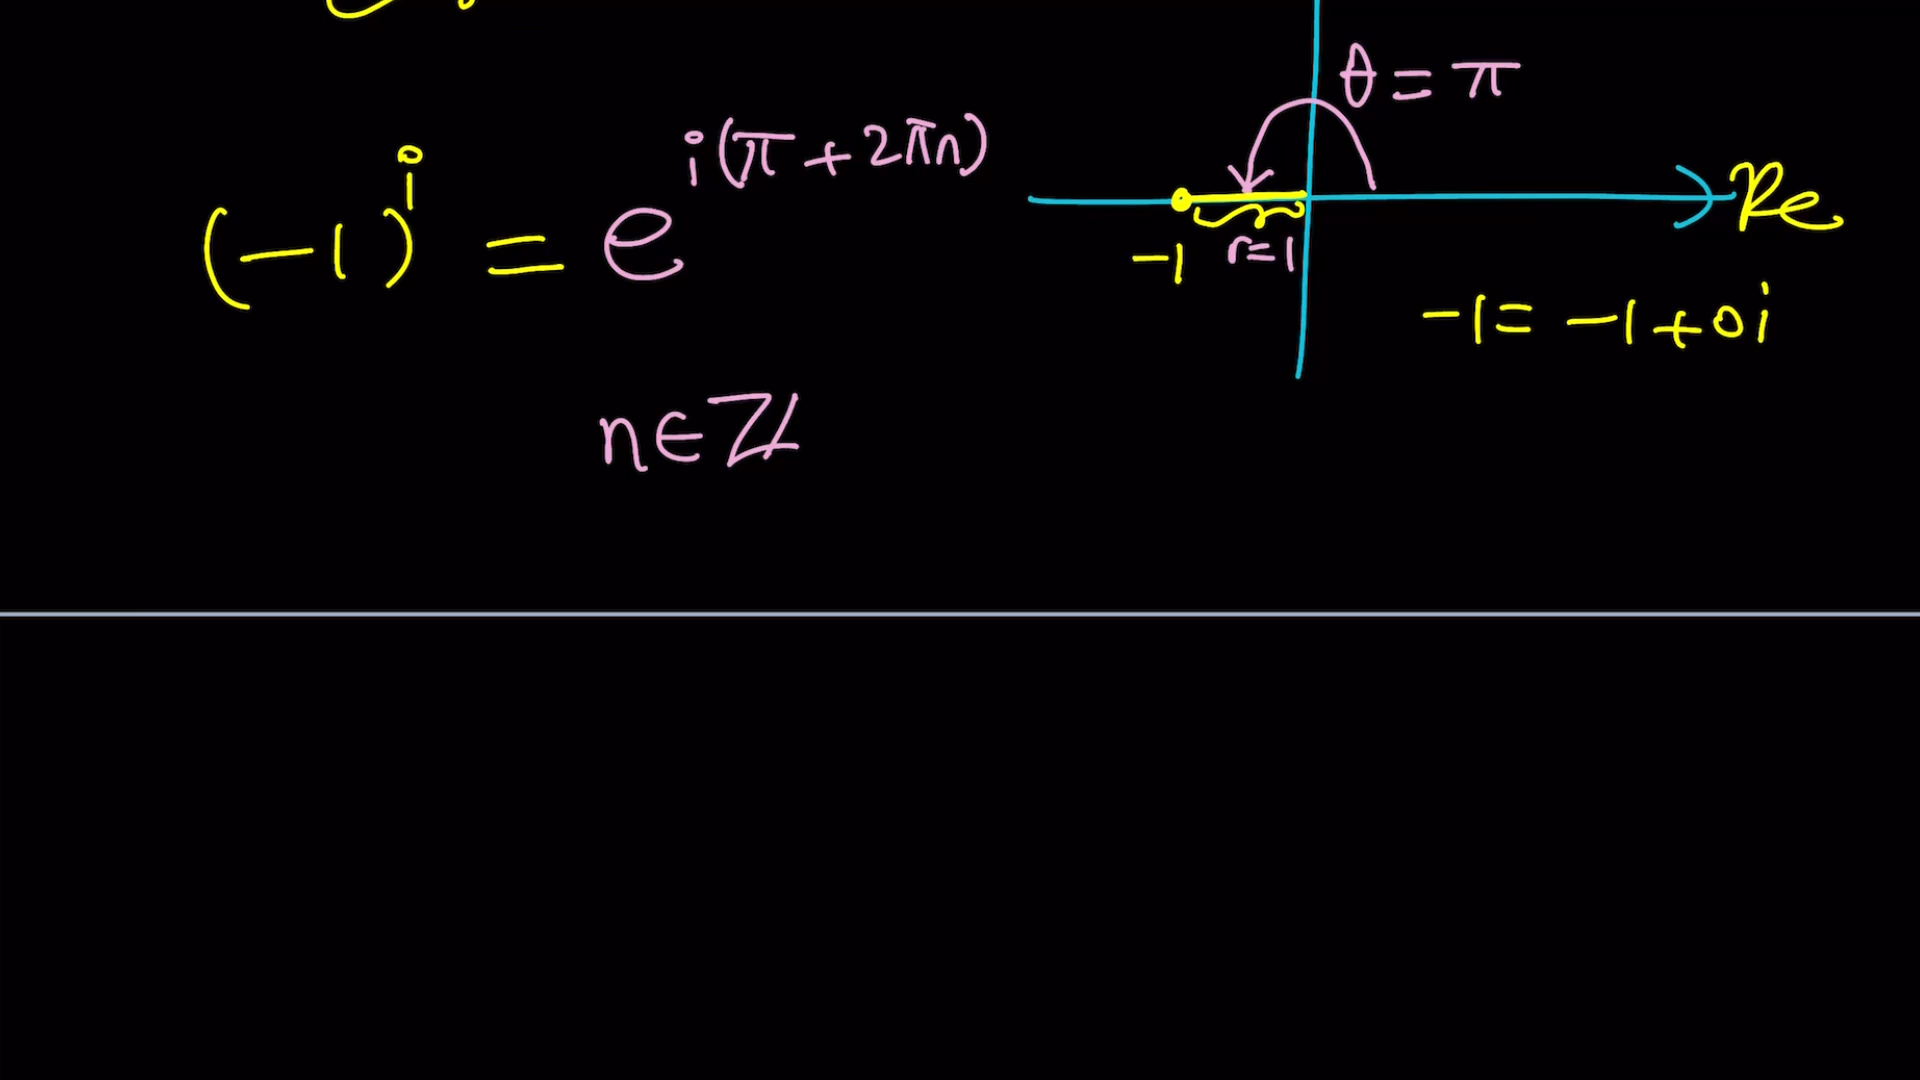 (-1)^i = e^{i(π + 2πn)}
n∈ℤ
θ = π
Re
-1 r=1
-1 = -1 + 0i